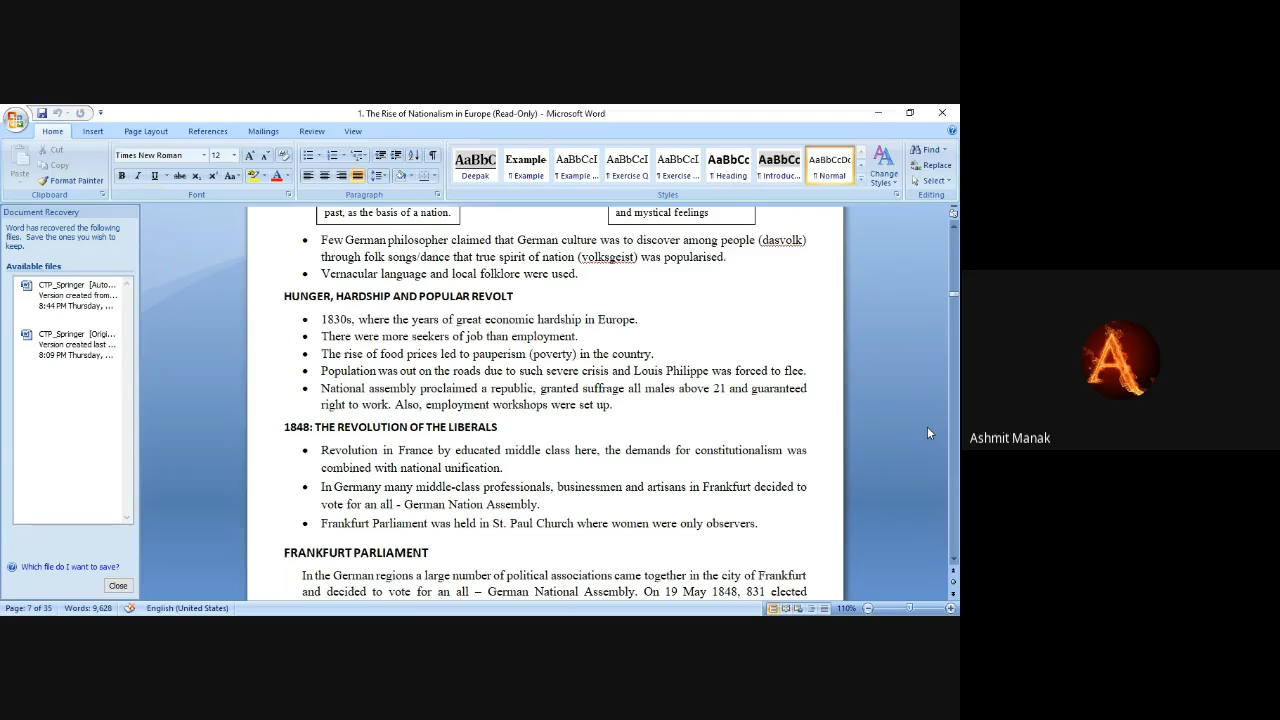 1. The Rise of Nationalism in Europe (Read-Only) - Microsoft Word
Home Insert Page Layout References Mailings Review View
Paste
Cut
Copy
Format Painter
Clipboard
Times New Roman 12
Font
Paragraph
AaBbC Example AaBbCcI AaBbCcI AaBbCcI AaBbCc AaBbCc AaBbCcDc
Deepak ¶ Example ¶ Example ... ¶ Exercise Q ¶ Exercise ... ¶ Heading ¶ Introduc... ¶ Normal
Change Styles
Styles
Find
Replace
Select
Editing
Document Recovery
Word has recovered the following
files. Save the ones you wish to
keep.
Available files
CTP_Springer [Auto...
Version created from...
8:44 PM Thursday, ...
CTP_Springer [Origi...
Version created last ...
8:09 PM Thursday, ...
Which file do I want to save?
Close
past, as the basis of a nation.
and mystical feelings
• Few German philosopher claimed that German culture was to discover among people (dasvolk)
through folk songs/dance that true spirit of nation (volksgeist) was popularised.
• Vernacular language and local folklore were used.
HUNGER, HARDSHIP AND POPULAR REVOLT
• 1830s, where the years of great economic hardship in Europe.
• There were more seekers of job than employment.
• The rise of food prices led to pauperism (poverty) in the country.
• Population was out on the roads due to such severe crisis and Louis Philippe was forced to flee.
• National assembly proclaimed a republic, granted suffrage all males above 21 and guaranteed
right to work. Also, employment workshops were set up.
1848: THE REVOLUTION OF THE LIBERALS
• Revolution in France by educated middle class here, the demands for constitutionalism was
combined with national unification.
• In Germany many middle-class professionals, businessmen and artisans in Frankfurt decided to
vote for an all - German Nation Assembly.
• Frankfurt Parliament was held in St. Paul Church where women were only observers.
FRANKFURT PARLIAMENT
In the German regions a large number of political associations came together in the city of Frankfurt
and decided to vote for an all – German National Assembly. On 19 May 1848, 831 elected
Page: 7 of 35 Words: 9,628 English (United States) 110%
A
Ashmit Manak